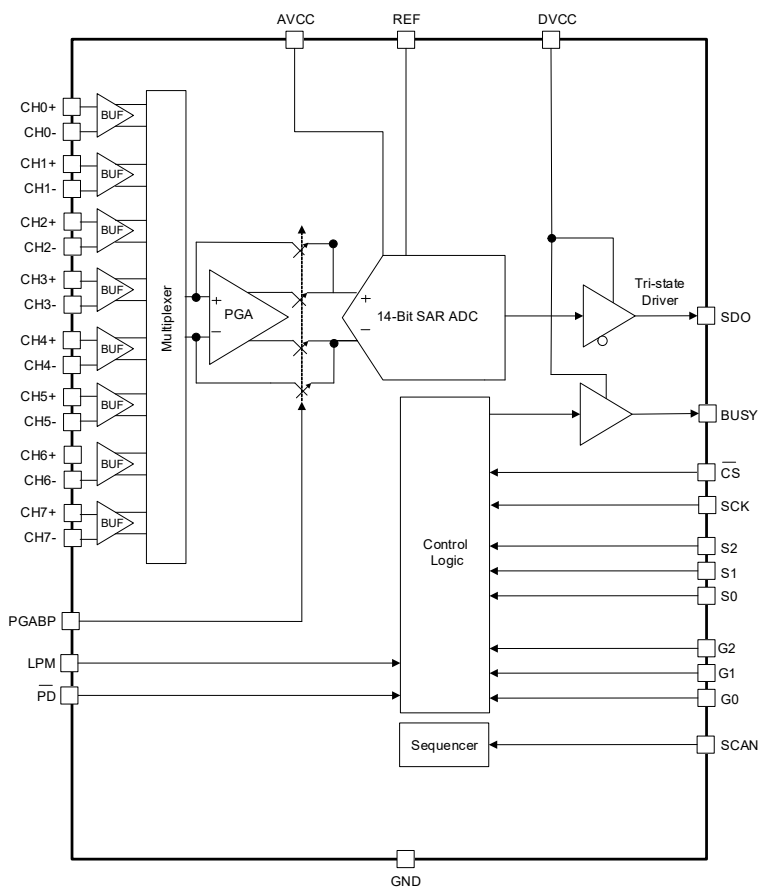 AVCC
REF
DVCC
CH0+
BUF
CH0-
CH1+
BUF
CH1-
CH2+
BUF
CH2-
CH3+
BUF
CH3-
CH4+
BUF
CH4-
CH5+
BUF
CH5-
CH6+
BUF
CH6-
CH7+
BUF
CH7-
Multiplexer
+
PGA
−
+
14-Bit SAR ADC
−
Tri-state
Driver
SDO
BUSY
CS
SCK
S2
S1
S0
G2
G1
G0
SCAN
Control
Logic
Sequencer
PGABP
LPM
PD
GND